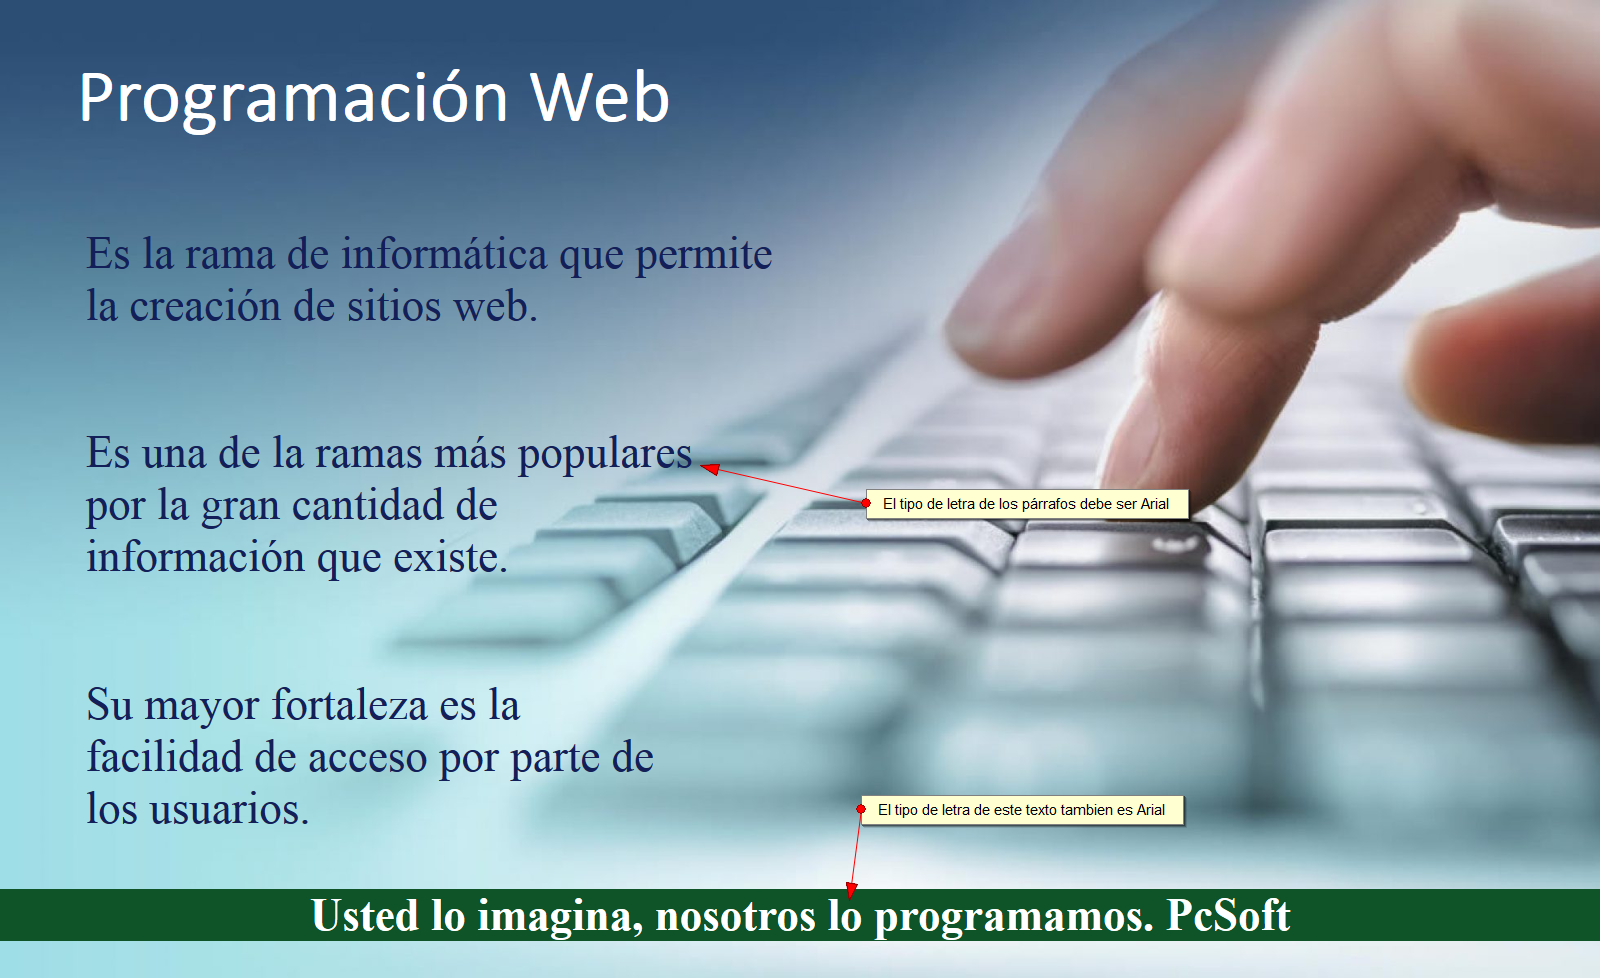 Programación Web
Es la rama de informática que permite
la creación de sitios web.
Es una de la ramas más populares
por la gran cantidad de
información que existe.
El tipo de letra de los párrafos debe ser Arial
Su mayor fortaleza es la
facilidad de acceso por parte de
los usuarios.
El tipo de letra de este texto tambien es Arial
Usted lo imagina, nosotros lo programamos. PcSoft